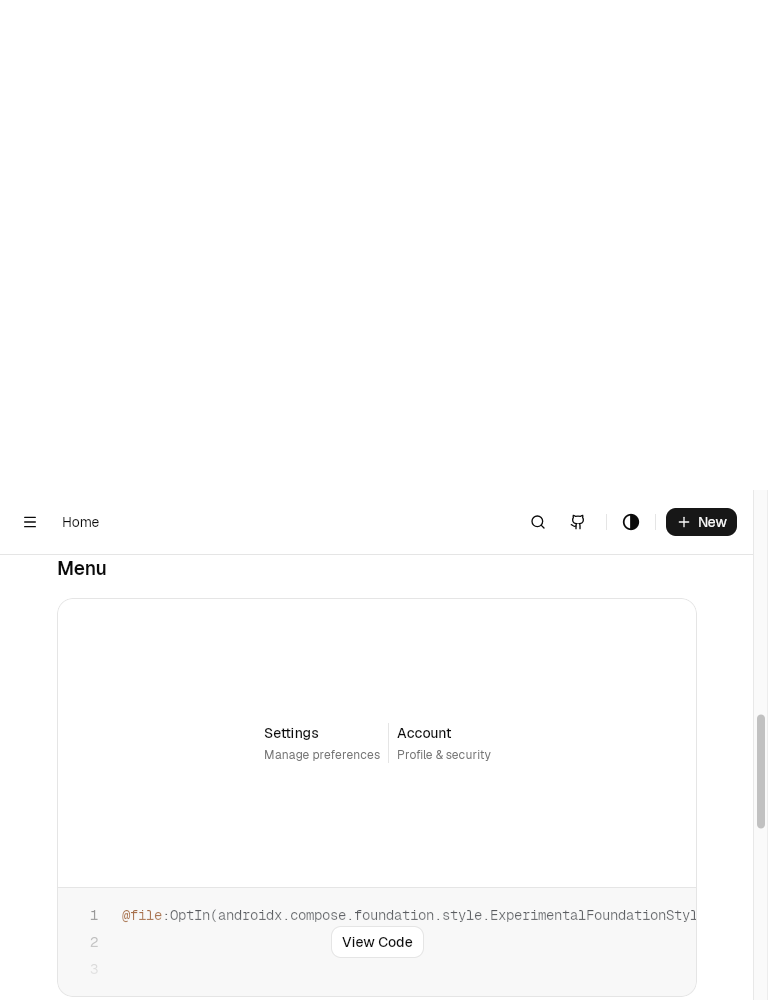 Home
New
Menu
Settings
Account
Manage preferences
Profile & security
1 @file:OptIn(androidx.compose.foundation.style.ExperimentalFoundationStyl
2
View Code
3